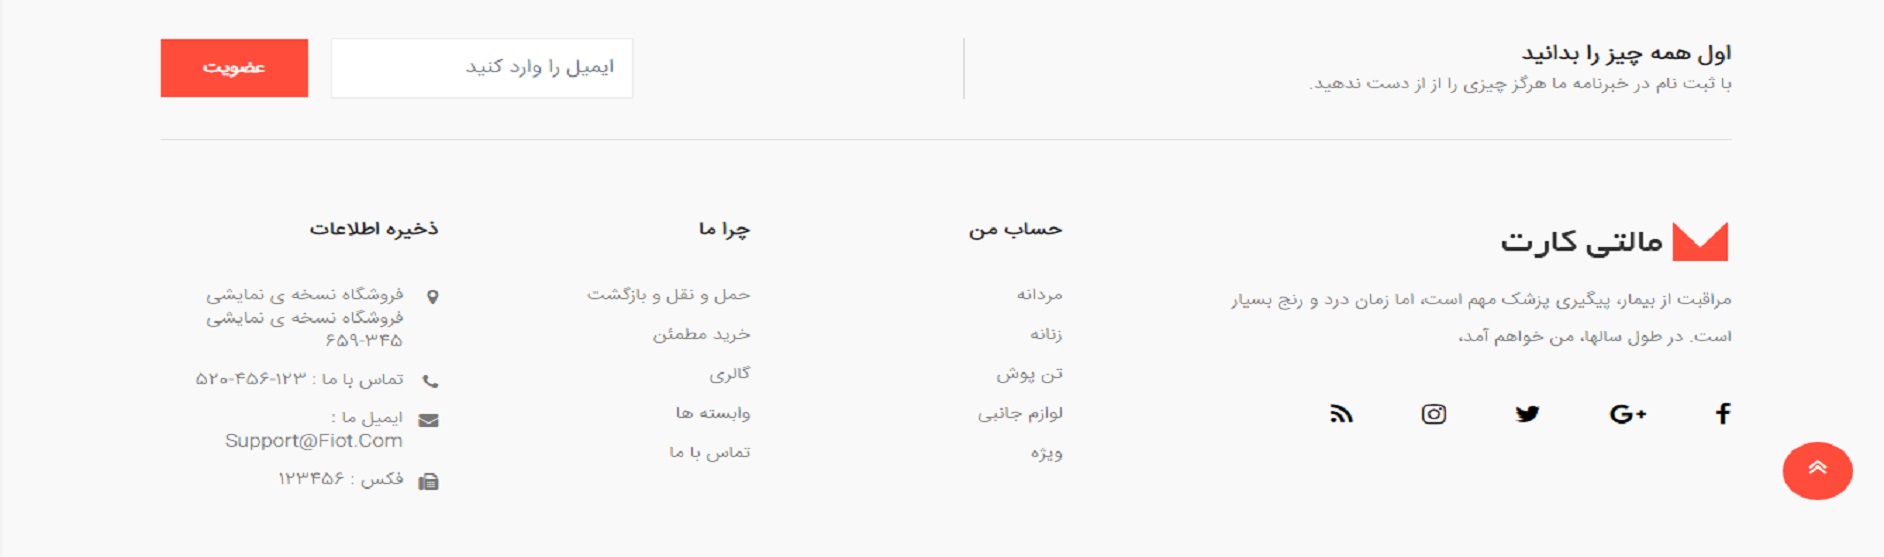 اول همه چیز را بدانید
با ثبت نام در خبرنامه ما هرگز چیزی را از از دست ندهید.
ایمیل را وارد کنید
عضویت
مالتی کارت
مراقبت از بیمار، پیگیری پزشک مهم است، اما زمان درد و رنج بسیار
است. در طول سالها، من خواهم آمد،
حساب من
مردانه
زنانه
تن پوش
لوازم جانبی
ویژه
چرا ما
حمل و نقل و بازگشت
خرید مطمئن
گالری
وابسته ها
تماس با ما
ذخیره اطلاعات
فروشگاه نسخه ی نمایشی
فروشگاه نسخه ی نمایشی
۳۴۵-۶۵۹
تماس با ما : ۱۲۳-۴۵۶-۵۲۰
ایمیل ما :
Support@Fiot.Com
فکس : ۱۲۳۴۵۶